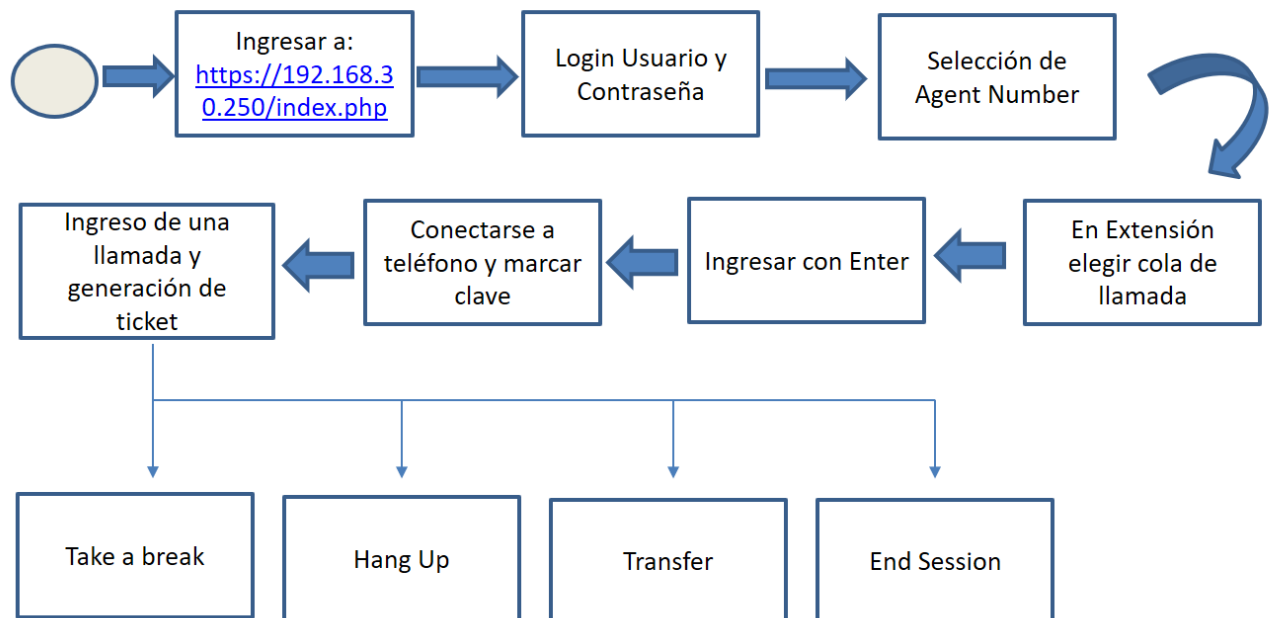 Ingresar a:
https://192.168.3
0.250/index.php
Login Usuario y
Contraseña
Selección de
Agent Number
En Extensión
elegir cola de
llamada
Ingresar con Enter
Conectarse a
teléfono y marcar
clave
Ingreso de una
llamada y
generación de
ticket
Take a break
Hang Up
Transfer
End Session